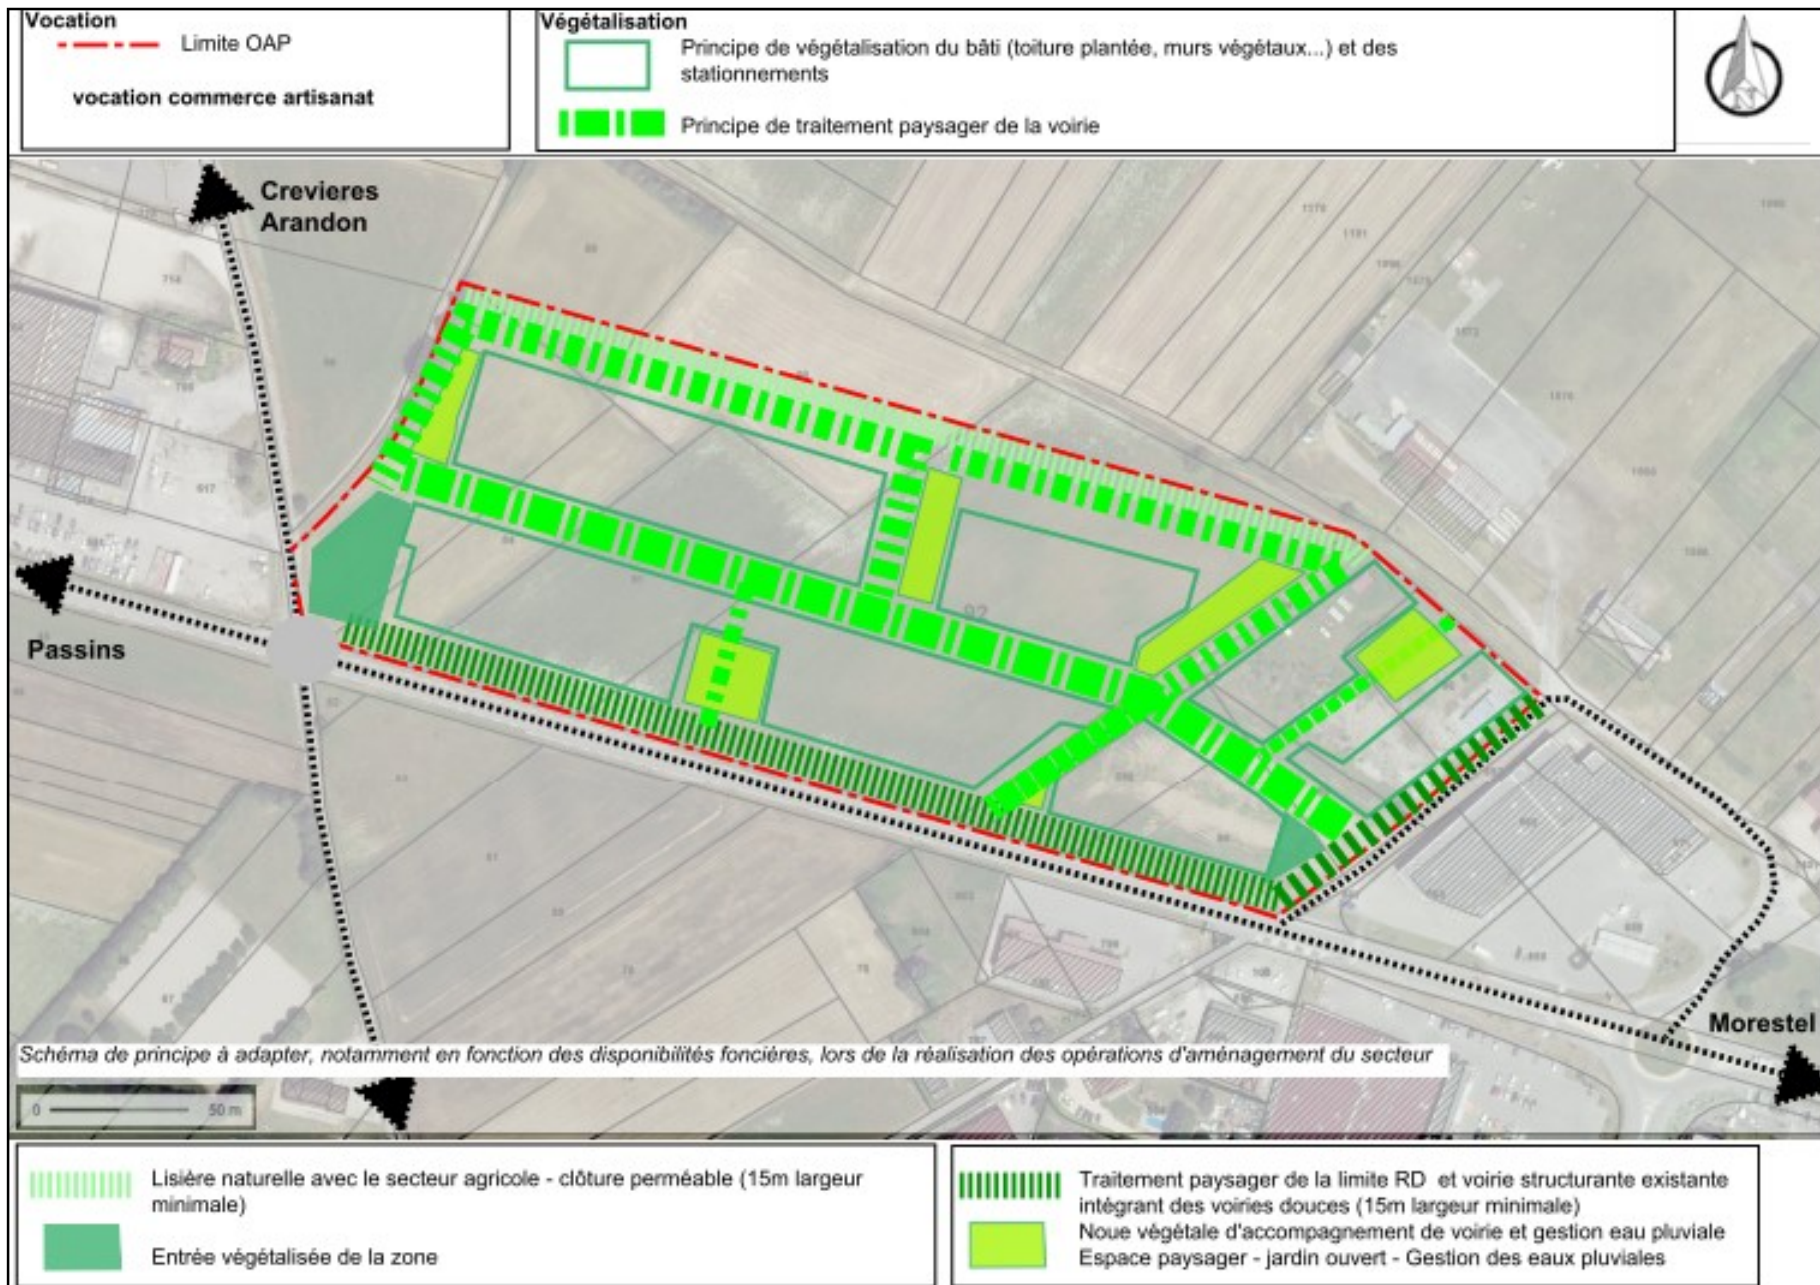 Vocation
Limite OAP
vocation commerce artisanat
Végétalisation
Principe de végétalisation du bâti (toiture plantée, murs végétaux...) et des
stationnements
Principe de traitement paysager de la voirie
N
Crevieres
Arandon
Passins
Morestel
714
617
92
Schéma de principe à adapter, notamment en fonction des disponibilités foncières, lors de la réalisation des opérations d'aménagement du secteur
0 50 m
Lisière naturelle avec le secteur agricole - clôture perméable (15m largeur
minimale)
Entrée végétalisée de la zone
Traitement paysager de la limite RD et voirie structurante existante
intégrant des voiries douces (15m largeur minimale)
Noue végétale d'accompagnement de voirie et gestion eau pluviale
Espace paysager - jardin ouvert - Gestion des eaux pluviales